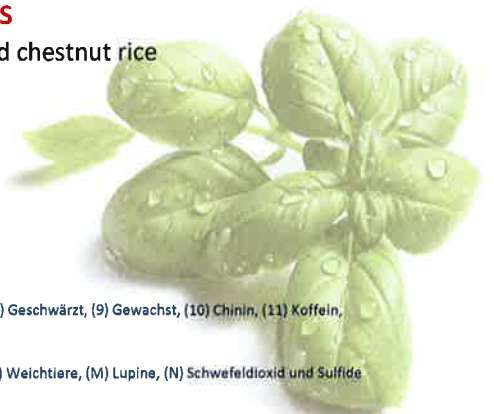 S
d chestnut rice
) Geschwärzt, (9) Gewachst, (10) Chinin, (11) Koffein,
) Weichtiere, (M) Lupine, (N) Schwefeldioxid und Sulfide